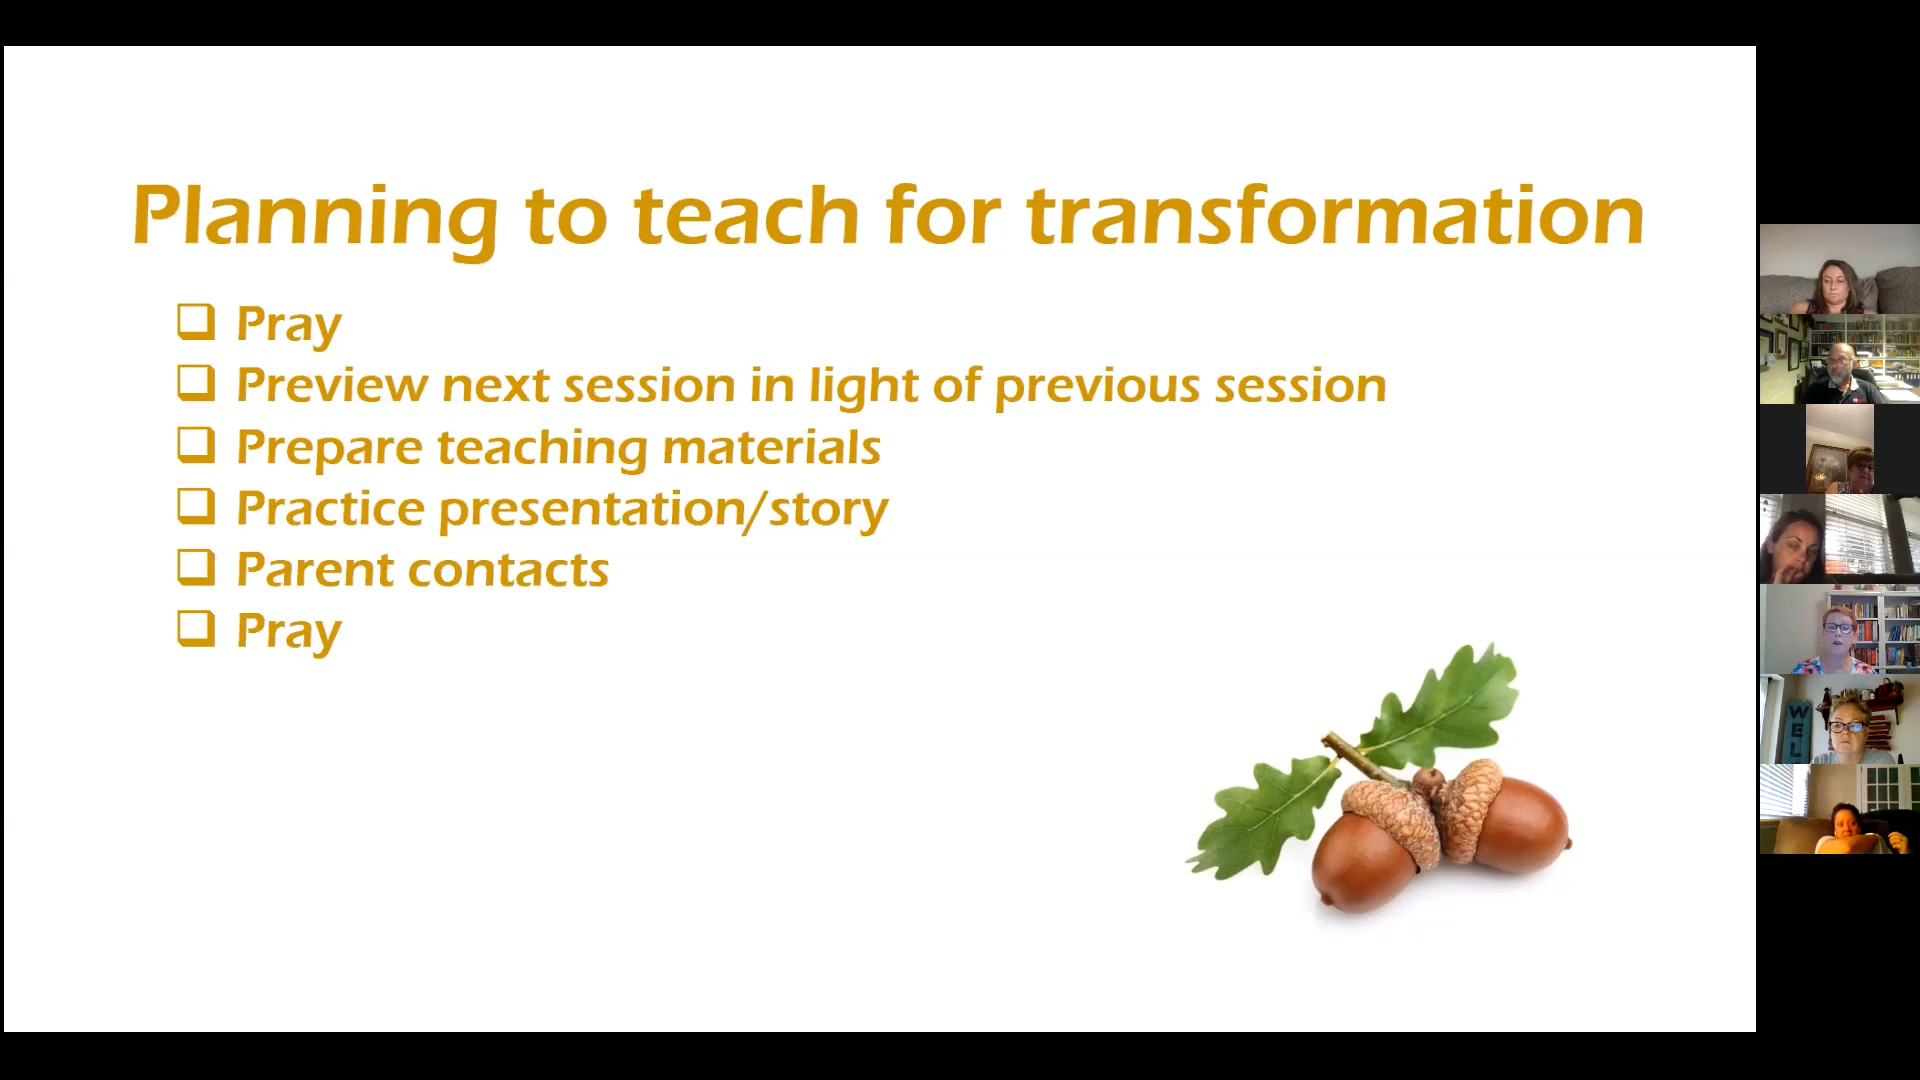 Planning to teach for transformation
Pray
Preview next session in light of previous session
Prepare teaching materials
Practice presentation/story
Parent contacts
Pray
WEL